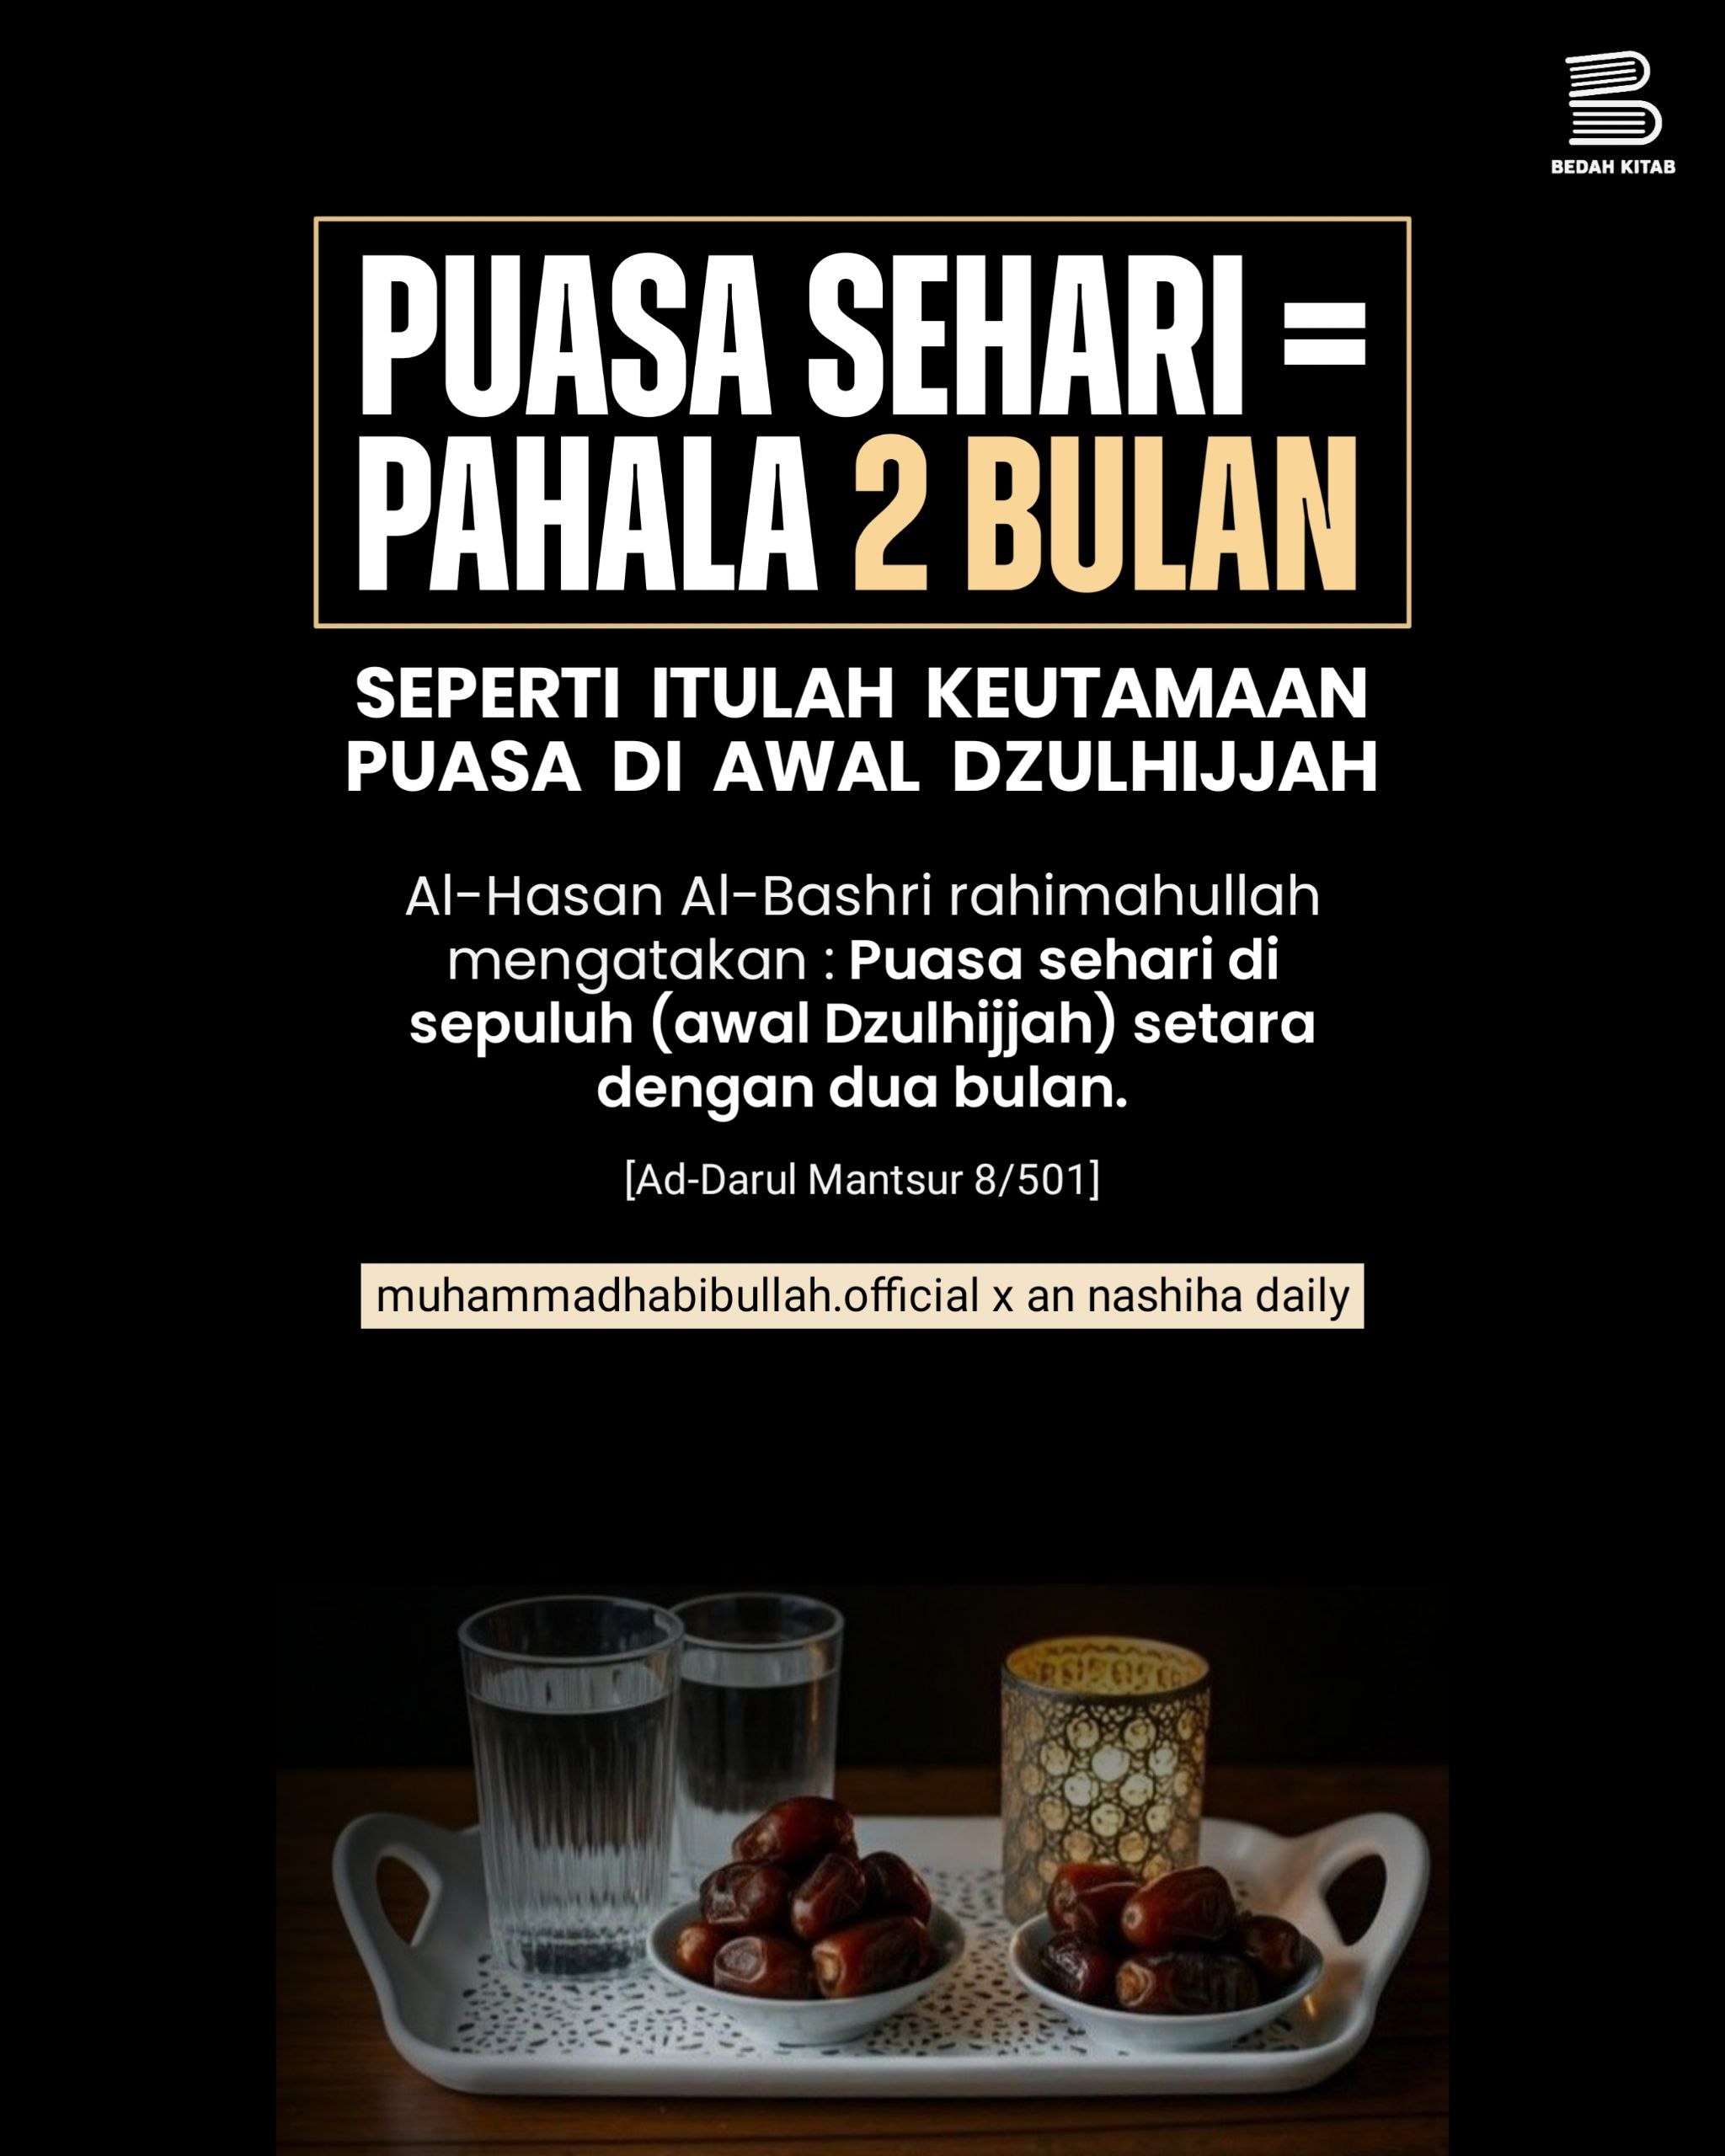 BEDAH KITAB
PUASA SEHARI =
PAHALA 2 BULAN
SEPERTI ITULAH KEUTAMAAN
PUASA DI AWAL DZULHIJJAH
Al-Hasan Al-Bashri rahimahullah
mengatakan : Puasa sehari di
sepuluh (awal Dzulhijjah) setara
dengan dua bulan.
[Ad-Darul Mantsur 8/501]
muhammadhabibullah.official x an nashiha daily